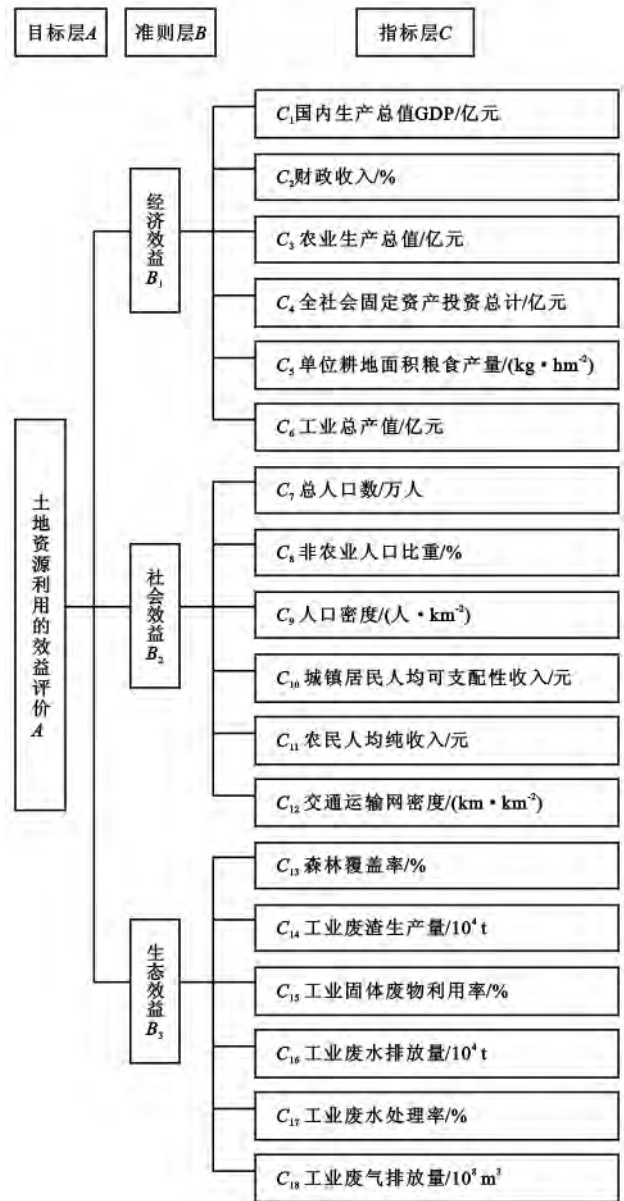 目标层A 准则层B 指标层C
C₁国内生产总值GDP/亿元
C₂财政收入/%
C₃农业生产总值/亿元
C₄全社会固定资产投资总计/亿元
C₅单位耕地面积粮食产量/(kg·hm⁻²)
C₆工业总产值/亿元
经济效益B₁
C₇总人口数/万人
C₈非农业人口比重/%
C₉人口密度/(人·km⁻²)
C₁₀城镇居民人均可支配性收入/元
C₁₁农民人均纯收入/元
C₁₂交通运输网密度/(km·km⁻²)
社会效益B₂
土地资源利用的效益评价A
C₁₃森林覆盖率/%
C₁₄工业废渣生产量/10⁴ t
C₁₅工业固体废物利用率/%
C₁₆工业废水排放量/10⁴ t
C₁₇工业废水处理率/%
C₁₈工业废气排放量/10⁸ m³
生态效益B₃